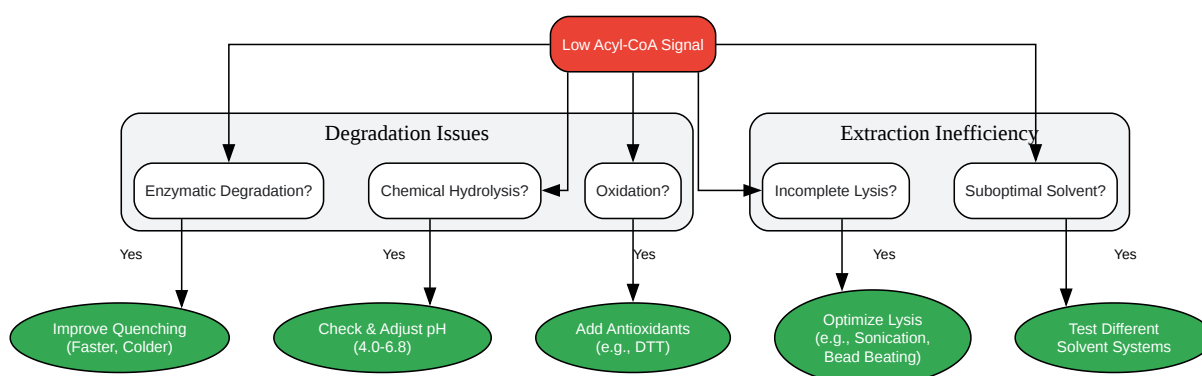 Low Acyl-CoA Signal
Degradation Issues
Extraction Inefficiency
Enzymatic Degradation?
Chemical Hydrolysis?
Oxidation?
Incomplete Lysis?
Suboptimal Solvent?
Yes
Yes
Yes
Yes
Yes
Improve Quenching
(Faster, Colder)
Check & Adjust pH
(4.0-6.8)
Add Antioxidants
(e.g., DTT)
Optimize Lysis
(e.g., Sonication,
Bead Beating)
Test Different
Solvent Systems